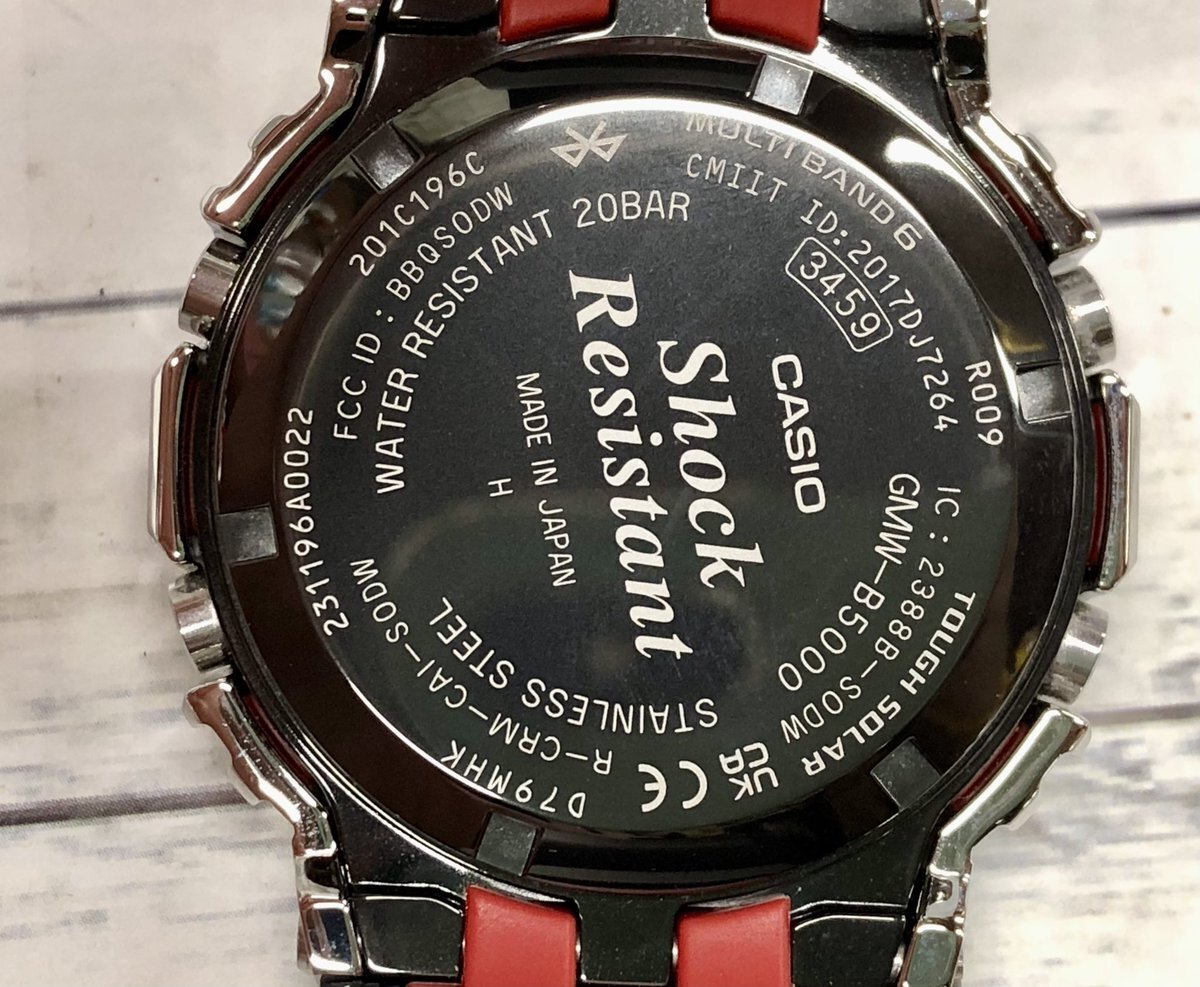 CASIO
Shock
Resistant
MADE IN JAPAN
H
MULTI BAND 6
CMIIT ID:2017DJ7264
3459
R009
IC : 2388B-SODW
GMW-B5000
TOUGH SOLAR
UK
CA
CE
STAINLESS STEEL
R-CRM-CAI-SODW
D79MHK
231196A0022
FCC ID : BBQSODW
WATER RESISTANT 20BAR
201C196C